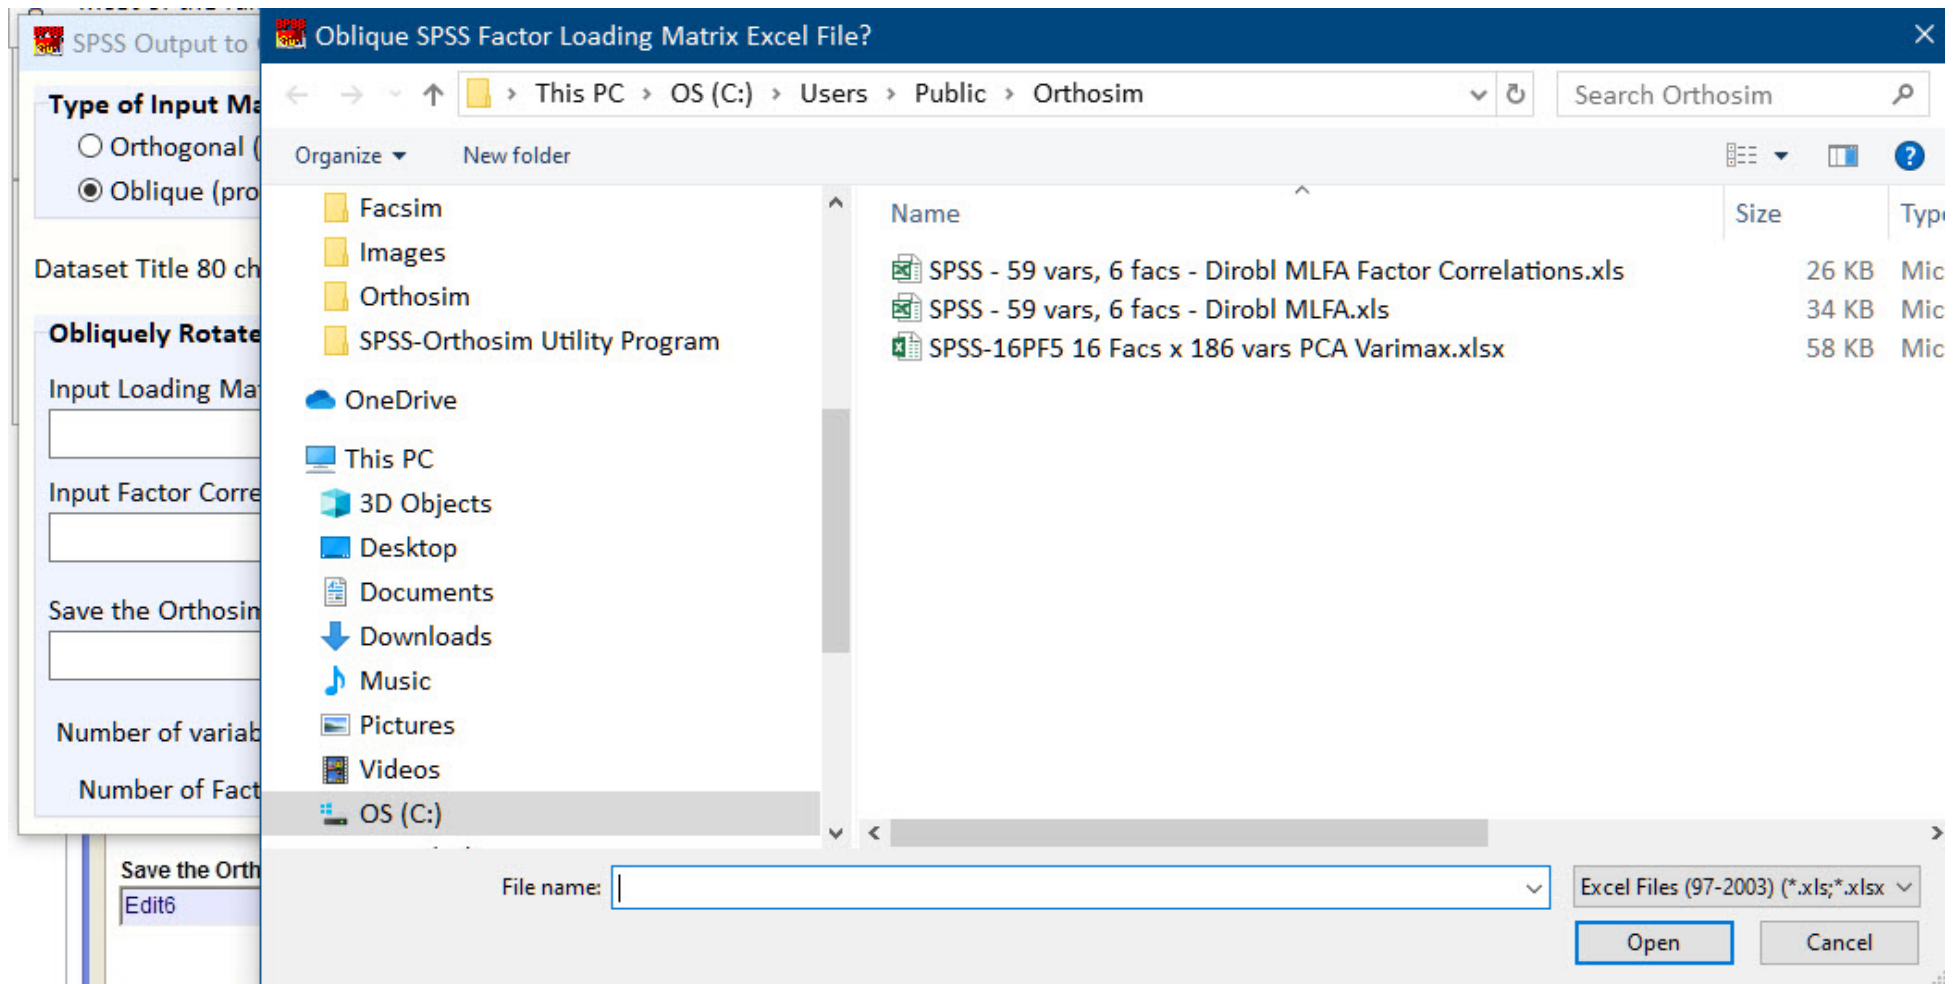 SPSS Output to
Oblique SPSS Factor Loading Matrix Excel File?
This PC > OS (C:) > Users > Public > Orthosim
Search Orthosim
Organize
New folder
Type of Input Ma
Orthogonal (
Oblique (pro
Dataset Title 80 ch
Obliquely Rotate
Input Loading Ma
Input Factor Corre
Save the Orthosim
Number of variab
Number of Fact
Save the Orth
Edit6
Facsim
Images
Orthosim
SPSS-Orthosim Utility Program
OneDrive
This PC
3D Objects
Desktop
Documents
Downloads
Music
Pictures
Videos
OS (C:)
Name Size Type
SPSS - 59 vars, 6 facs - Dirobl MLFA Factor Correlations.xls 26 KB Mic
SPSS - 59 vars, 6 facs - Dirobl MLFA.xls 34 KB Mic
SPSS-16PF5 16 Facs x 186 vars PCA Varimax.xlsx 58 KB Mic
File name:
Excel Files (97-2003) (*.xls;*.xlsx
Open
Cancel